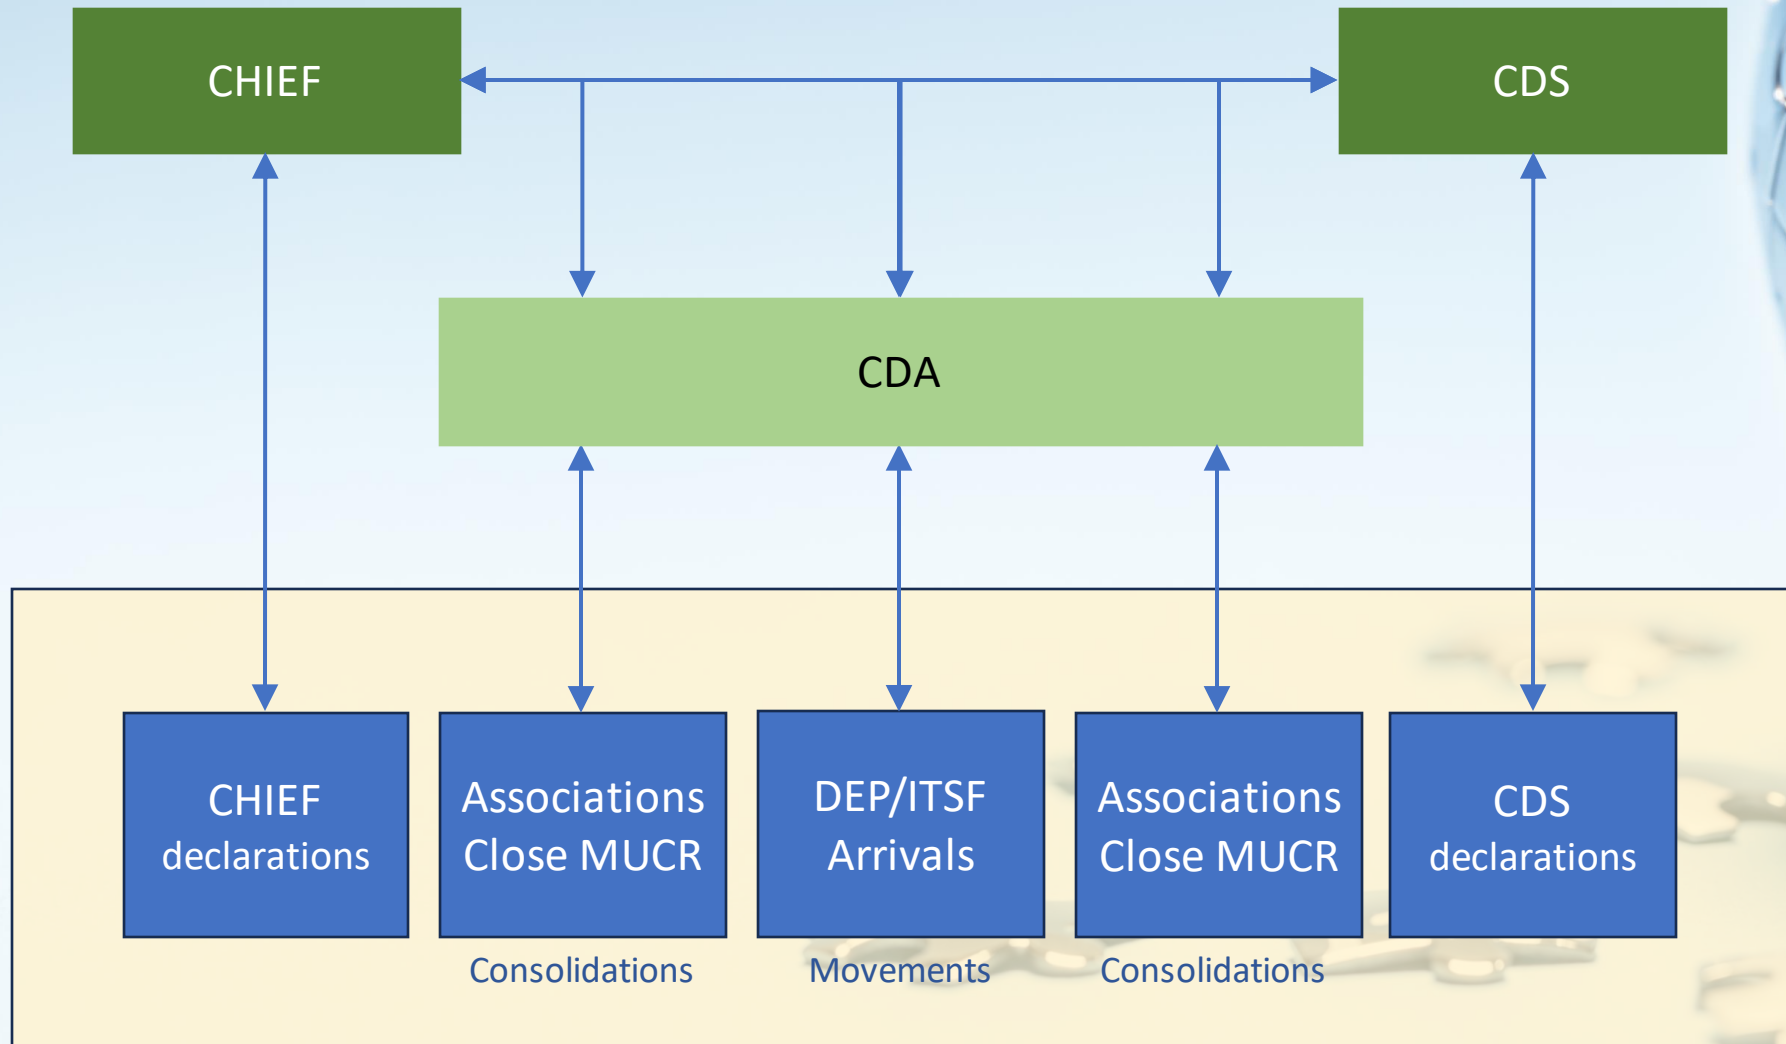 CHIEF
CDS
CDA
CHIEF
declarations
Associations
Close MUCR
DEP/ITSF
Arrivals
Associations
Close MUCR
CDS
declarations
Consolidations
Movements
Consolidations